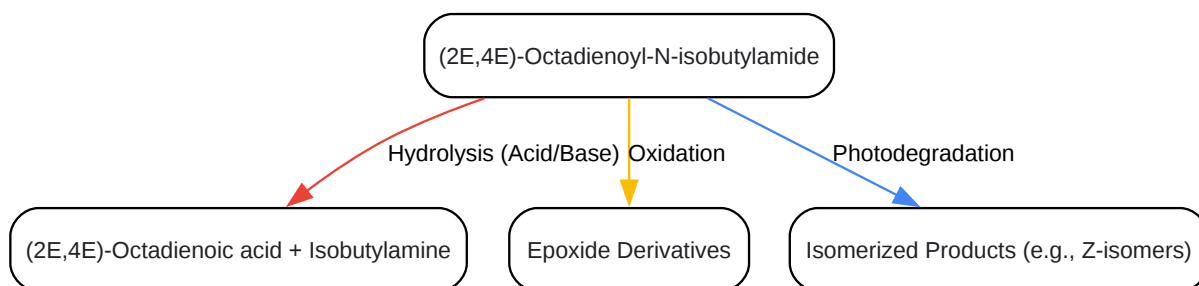 (2E,4E)-Octadienoyl-N-isobutylamide
Hydrolysis (Acid/Base)
Oxidation
Photodegradation
(2E,4E)-Octadienoic acid + Isobutylamine
Epoxide Derivatives
Isomerized Products (e.g., Z-isomers)